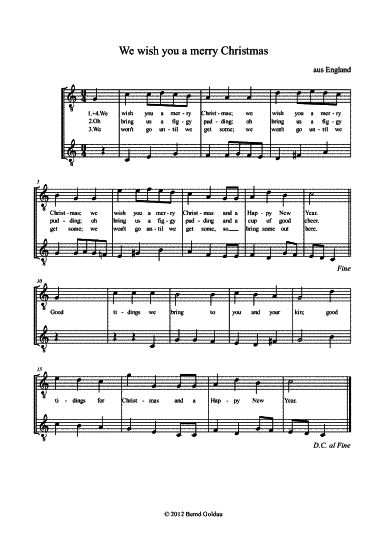 We wish you a merry Christmas
aus England
1.+4.We wish you a mer - ry Christ - mas; we wish you a mer - ry
2.Oh bring us a fig - gy pud - ding; oh bring us a fig - gy
3.We won't go un - til we get some; we won't go un - til we
5
Christ - mas; we wish you a mer - ry Christ - mas and a Hap - py New Year.
pud - ding; oh bring us a fig - gy pud - ding and a cup of good cheer.
get some; we won't go un - til we get some, so___ bring some out here.
Fine
10
Good ti - dings we bring to you and your kin; good
15
ti - dings for Christ - mas and a Hap - py New Year.
D.C. al Fine
© 2012 Bernd Goldau